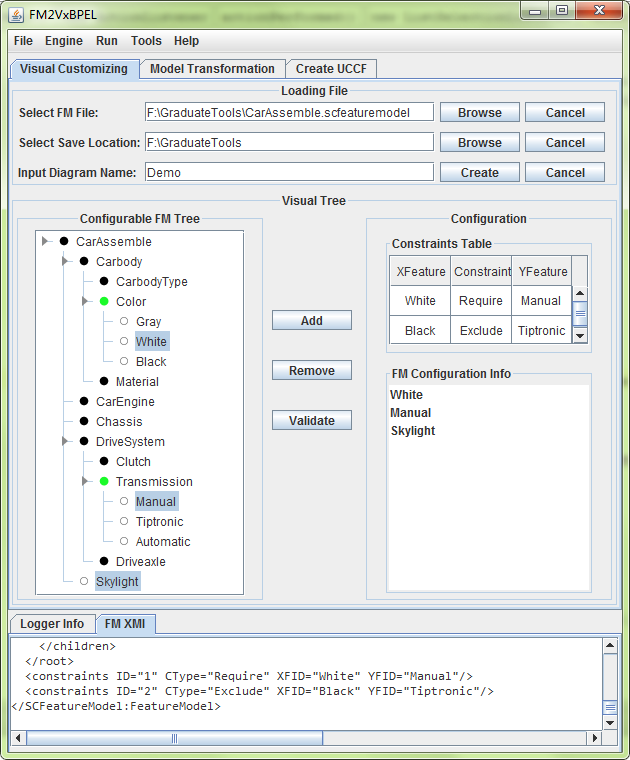 FM2VxBPEL
File Engine Run Tools Help
Visual Customizing Model Transformation Create UCCF
Loading File
Select FM File: F:\GraduateTools\CarAssemble.scfeaturemodel Browse Cancel
Select Save Location: F:\GraduateTools Browse Cancel
Input Diagram Name: Demo Create Cancel
Visual Tree
Configurable FM Tree
CarAssemble
Carbody
CarbodyType
Color
Gray
White
Black
Material
CarEngine
Chassis
DriveSystem
Clutch
Transmission
Manual
Tiptronic
Automatic
Driveaxle
Skylight
Add
Remove
Validate
Configuration
Constraints Table
XFeature Constraint YFeature
White Require Manual
Black Exclude Tiptronic
FM Configuration Info
White
Manual
Skylight
Logger Info FM XMI
</children>
</root>
<constraints ID="1" CType="Require" XFID="White" YFID="Manual"/>
<constraints ID="2" CType="Exclude" XFID="Black" YFID="Tiptronic"/>
</SCFeatureModel:FeatureModel>